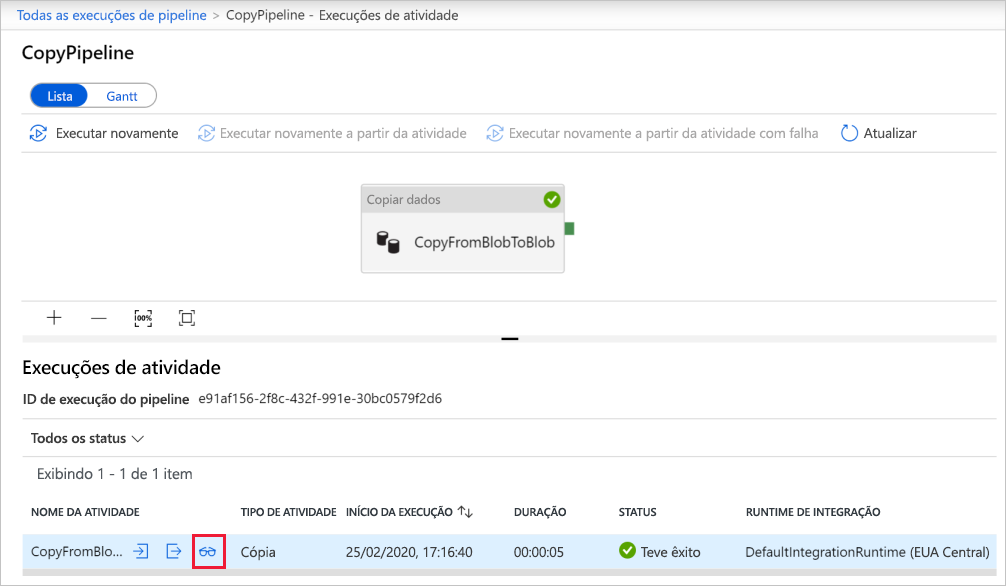 Todas as execuções de pipeline > CopyPipeline - Execuções de atividade
CopyPipeline
Lista Gantt
Executar novamente Executar novamente a partir da atividade Executar novamente a partir da atividade com falha Atualizar
Copiar dados
CopyFromBlobToBlob
100%
Execuções de atividade
ID de execução do pipeline e91af156-2f8c-432f-991e-30bc0579f2d6
Todos os status
Exibindo 1 - 1 de 1 item
NOME DA ATIVIDADE TIPO DE ATIVIDADE INÍCIO DA EXECUÇÃO DURAÇÃO STATUS RUNTIME DE INTEGRAÇÃO
CopyFromBlo... Cópia 25/02/2020, 17:16:40 00:00:05 Teve êxito DefaultIntegrationRuntime (EUA Central)